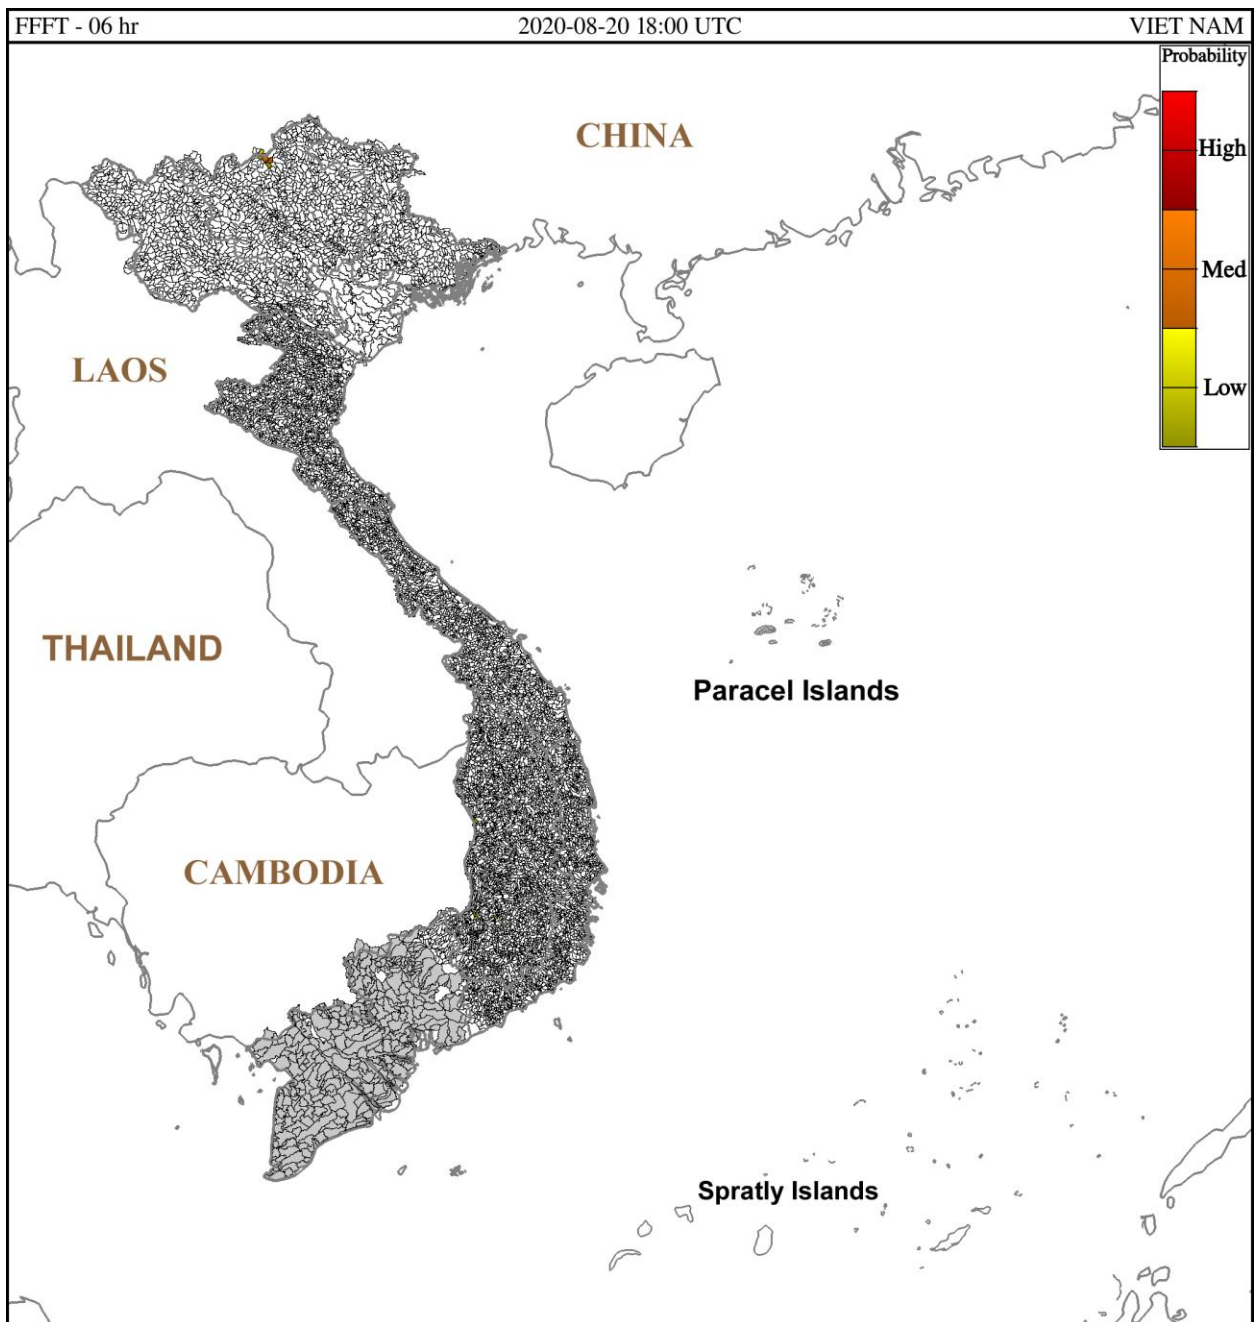 FFFT - 06 hr
2020-08-20 18:00 UTC
VIET NAM
Probability
CHINA
High
Med
LAOS
Low
THAILAND
Paracel Islands
CAMBODIA
Spratly Islands